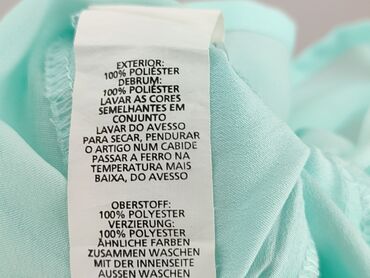 EXTERIOR:
100% POLIÉSTER
DEBRUM:
100% POLIÉSTER
LAVAR AS CORES
SEMELHANTES EM
CONJUNTO
LAVAR DO AVESSO
PARA SECAR, PENDURAR
O ARTIGO NUM CABIDE
PASSAR A FERRO NA
TEMPERATURA MAIS
BAIXA, DO AVESSO
OBERSTOFF:
100% POLYESTER
VERZIERUNG:
100% POLYESTER
ÄHNLICHE FARBEN
ZUSAMMEN WASCHEN
MIT DER INNENSEITE
AUSSEN WASCHEN